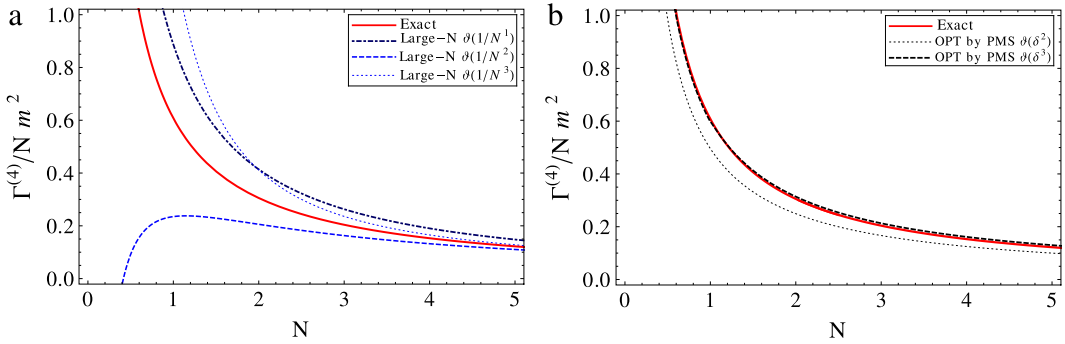 a
Exact
Large−N ϑ(1/N¹)
Large−N ϑ(1/N²)
Large−N ϑ(1/N³)
Γ⁽⁴⁾/N m²
1.0
0.8
0.6
0.4
0.2
0.0
0 1 2 3 4 5
N
b
Exact
OPT by PMS ϑ(δ²)
OPT by PMS ϑ(δ³)
Γ⁽⁴⁾/N m²
1.0
0.8
0.6
0.4
0.2
0.0
0 1 2 3 4 5
N